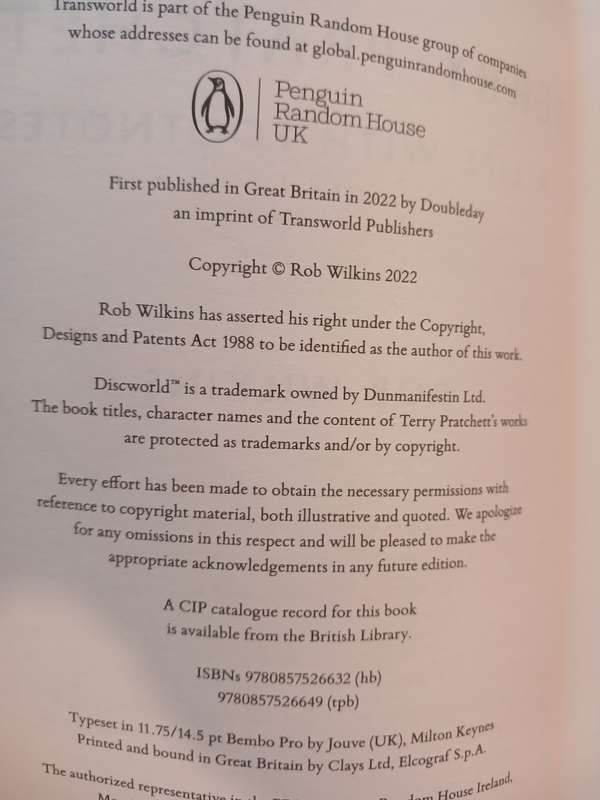 Transworld is part of the Penguin Random House group of companies
whose addresses can be found at global.penguinrandomhouse.com
Penguin
Random House
UK
First published in Great Britain in 2022 by Doubleday
an imprint of Transworld Publishers
Copyright © Rob Wilkins 2022
Rob Wilkins has asserted his right under the Copyright,
Designs and Patents Act 1988 to be identified as the author of this work.
Discworld™ is a trademark owned by Dunmanifestin Ltd.
The book titles, character names and the content of Terry Pratchett's works
are protected as trademarks and/or by copyright.
Every effort has been made to obtain the necessary permissions with
reference to copyright material, both illustrative and quoted. We apologize
for any omissions in this respect and will be pleased to make the
appropriate acknowledgements in any future edition.
A CIP catalogue record for this book
is available from the British Library.
ISBNs 9780857526632 (hb)
9780857526649 (tpb)
Typeset in 11.75/14.5 pt Bembo Pro by Jouve (UK), Milton Keynes
Printed and bound in Great Britain by Clays Ltd, Elcograf S.p.A.
The authorized representative in the House Ireland,